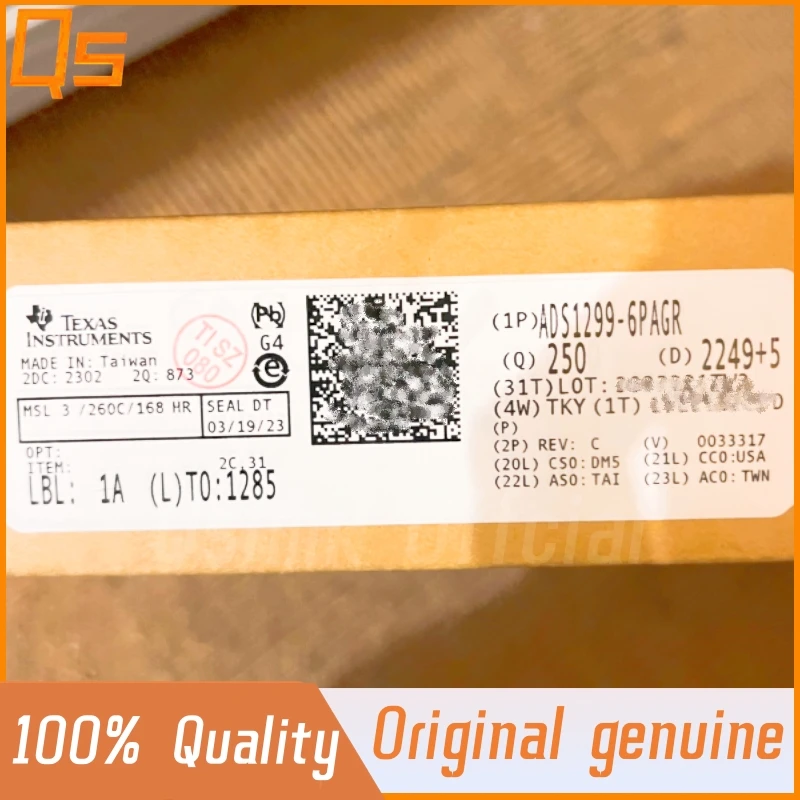 QS
TEXAS
INSTRUMENTS
MADE IN: Taiwan
2DC: 2302 2Q: 873
TI SZ
080
Pb
G4
e
MSL 3 /260C/168 HR
SEAL DT
03/19/23
OPT:
ITEM:
2C.31
LBL: 1A (L)TO:1285
(1P)ADS1299-6PAGR
(Q) 250 (D) 2249+5
(31T)LOT:
(4W)TKY(1T)
(P)
(2P) REV: C (V) 0033317
(20L) CSO:DM5 (21L) CCO:USA
(22L) ASO:TAI (23L) ACO:TWN
Official
100% Quality
Original genuine